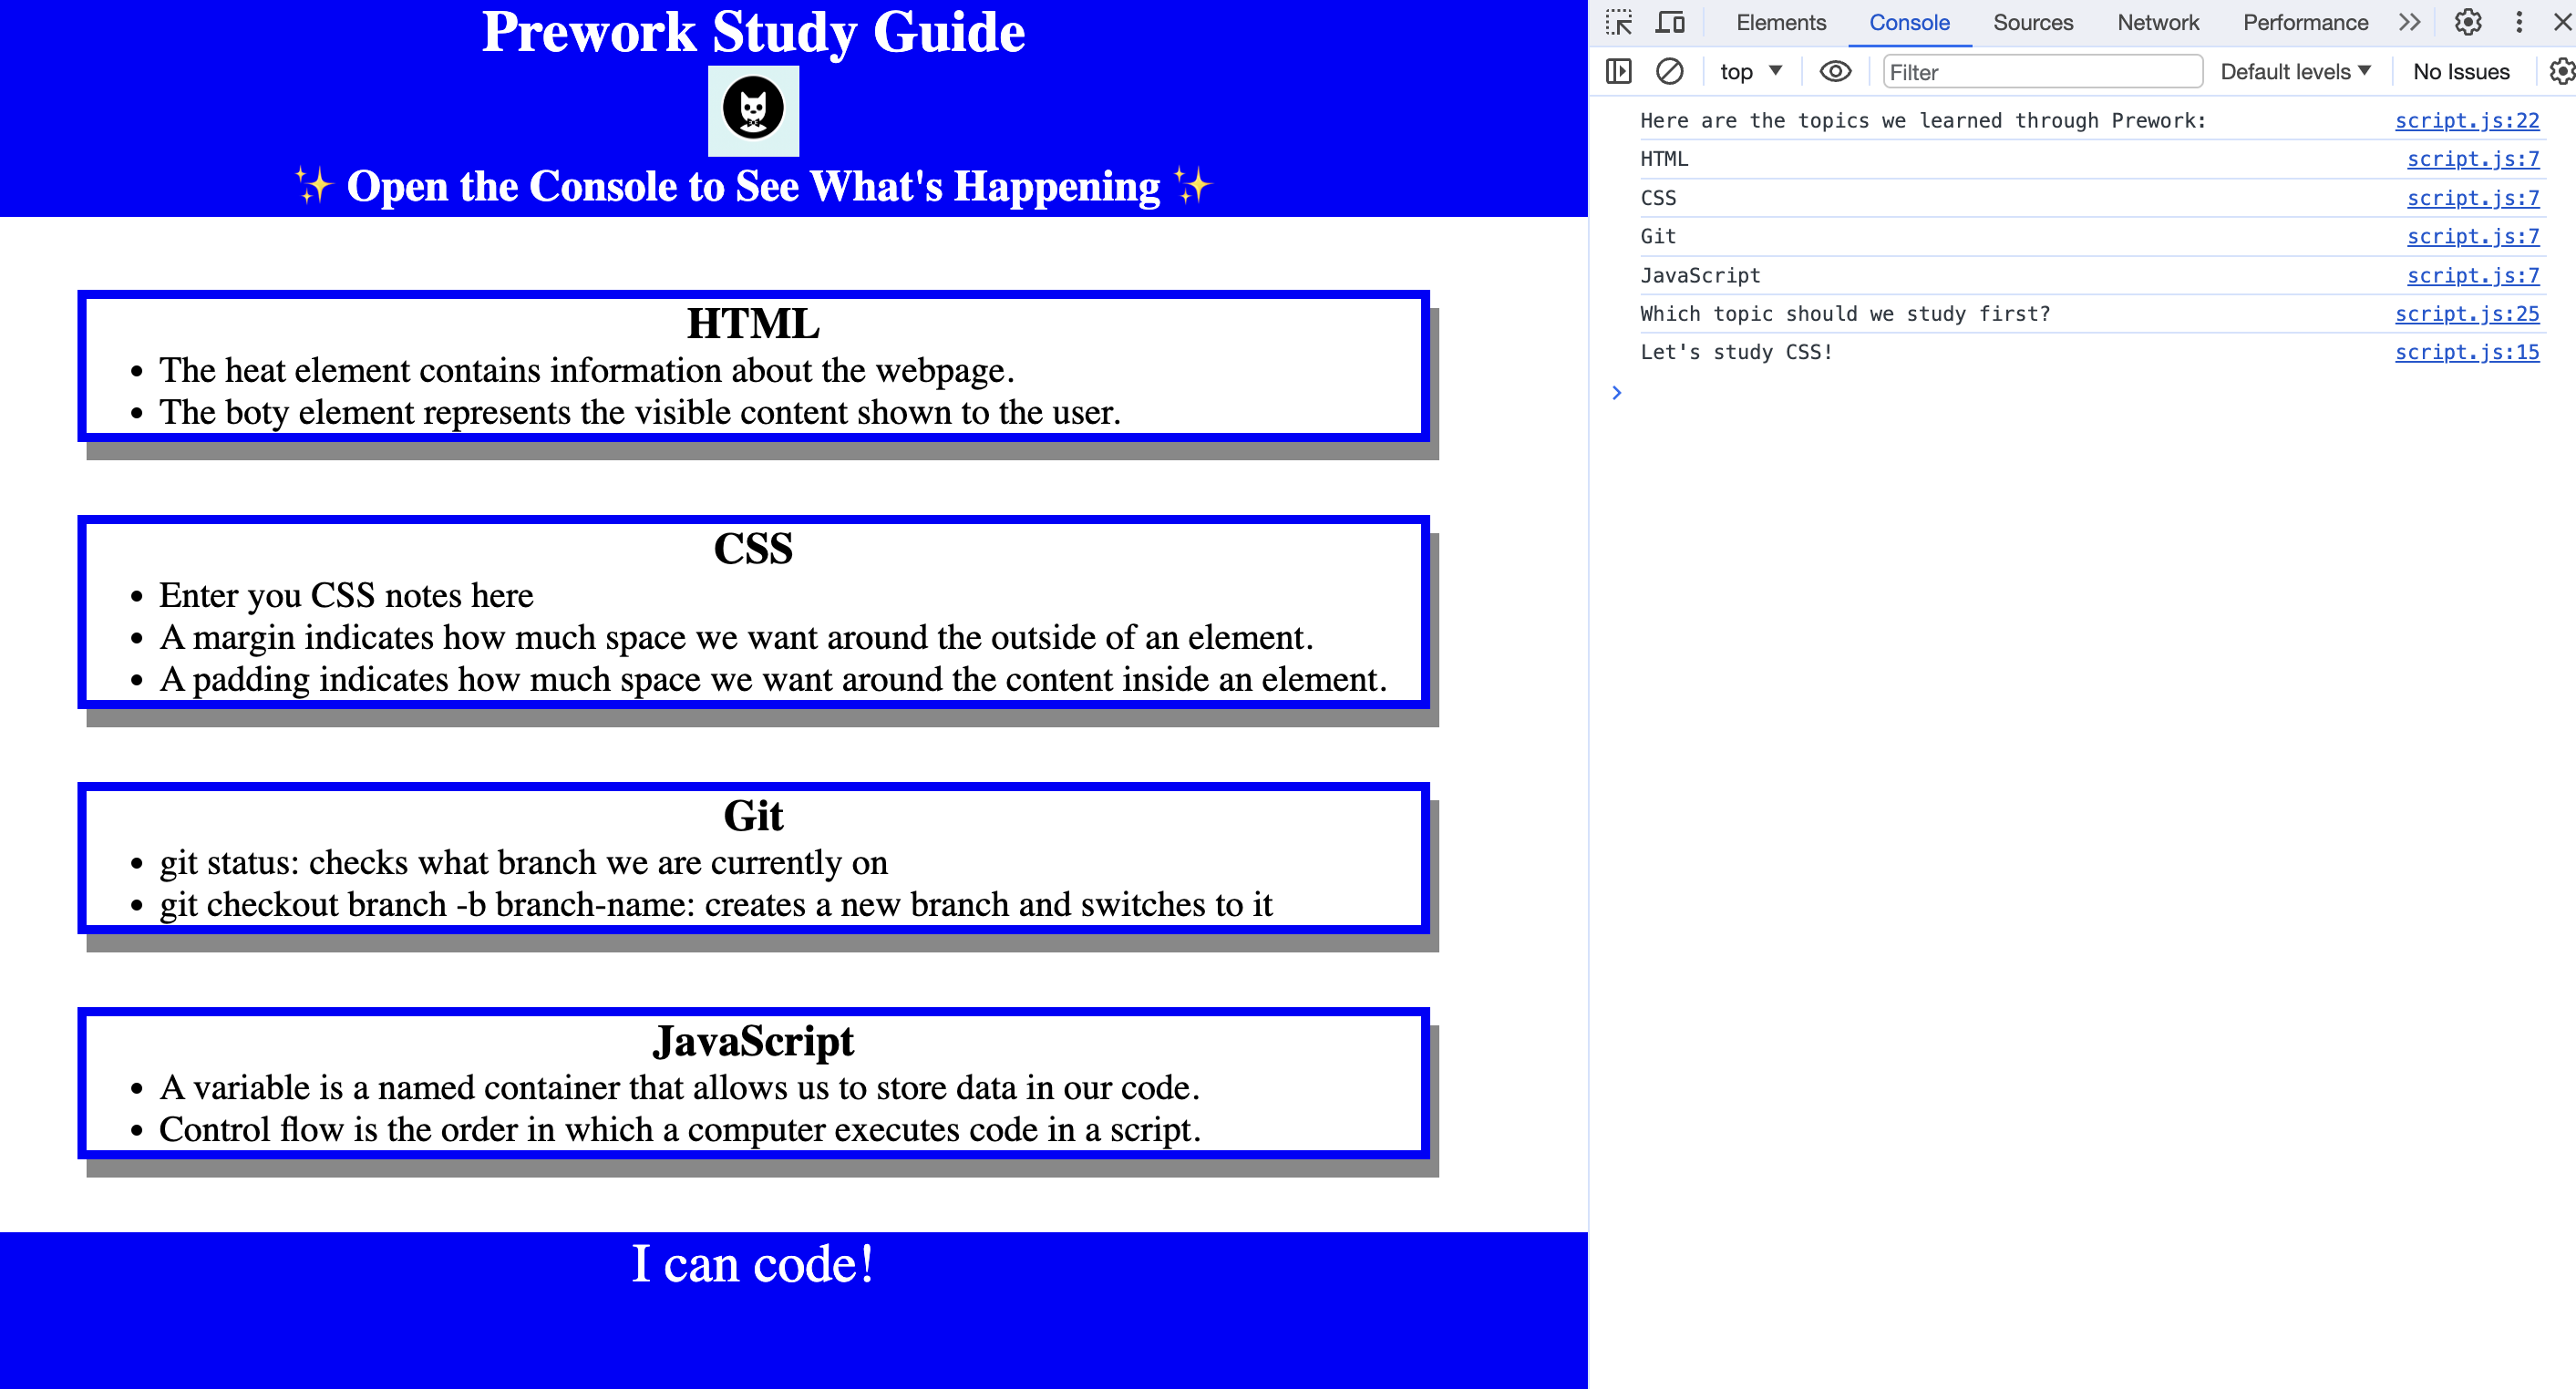 Prework Study Guide
✨ Open the Console to See What's Happening ✨
HTML
• The heat element contains information about the webpage.
• The boty element represents the visible content shown to the user.
CSS
• Enter you CSS notes here
• A margin indicates how much space we want around the outside of an element.
• A padding indicates how much space we want around the content inside an element.
Git
• git status: checks what branch we are currently on
• git checkout branch -b branch-name: creates a new branch and switches to it
JavaScript
• A variable is a named container that allows us to store data in our code.
• Control flow is the order in which a computer executes code in a script.
I can code!
Elements Console Sources Network Performance
top Filter Default levels No Issues
Here are the topics we learned through Prework: script.js:22
HTML script.js:7
CSS script.js:7
Git script.js:7
JavaScript script.js:7
Which topic should we study first? script.js:25
Let's study CSS! script.js:15